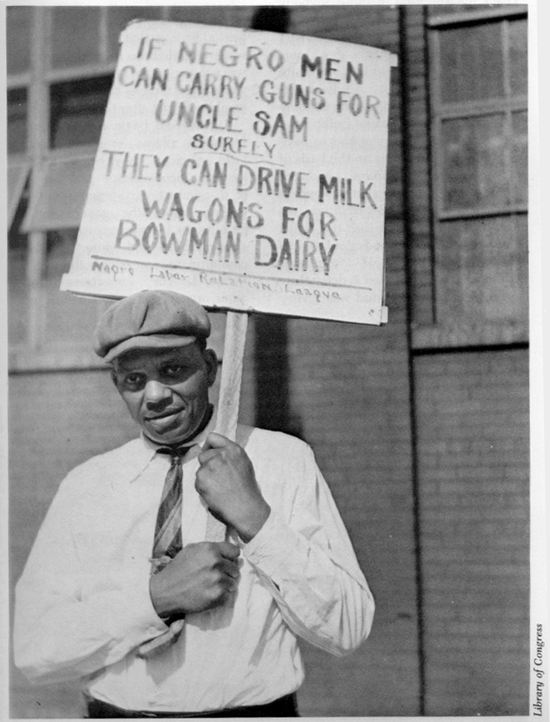 IF NEGRO MEN
CAN CARRY GUNS FOR
UNCLE SAM
SURELY
THEY CAN DRIVE MILK
WAGONS FOR
BOWMAN DAIRY
Negro Labor Relation League
Library of Congress